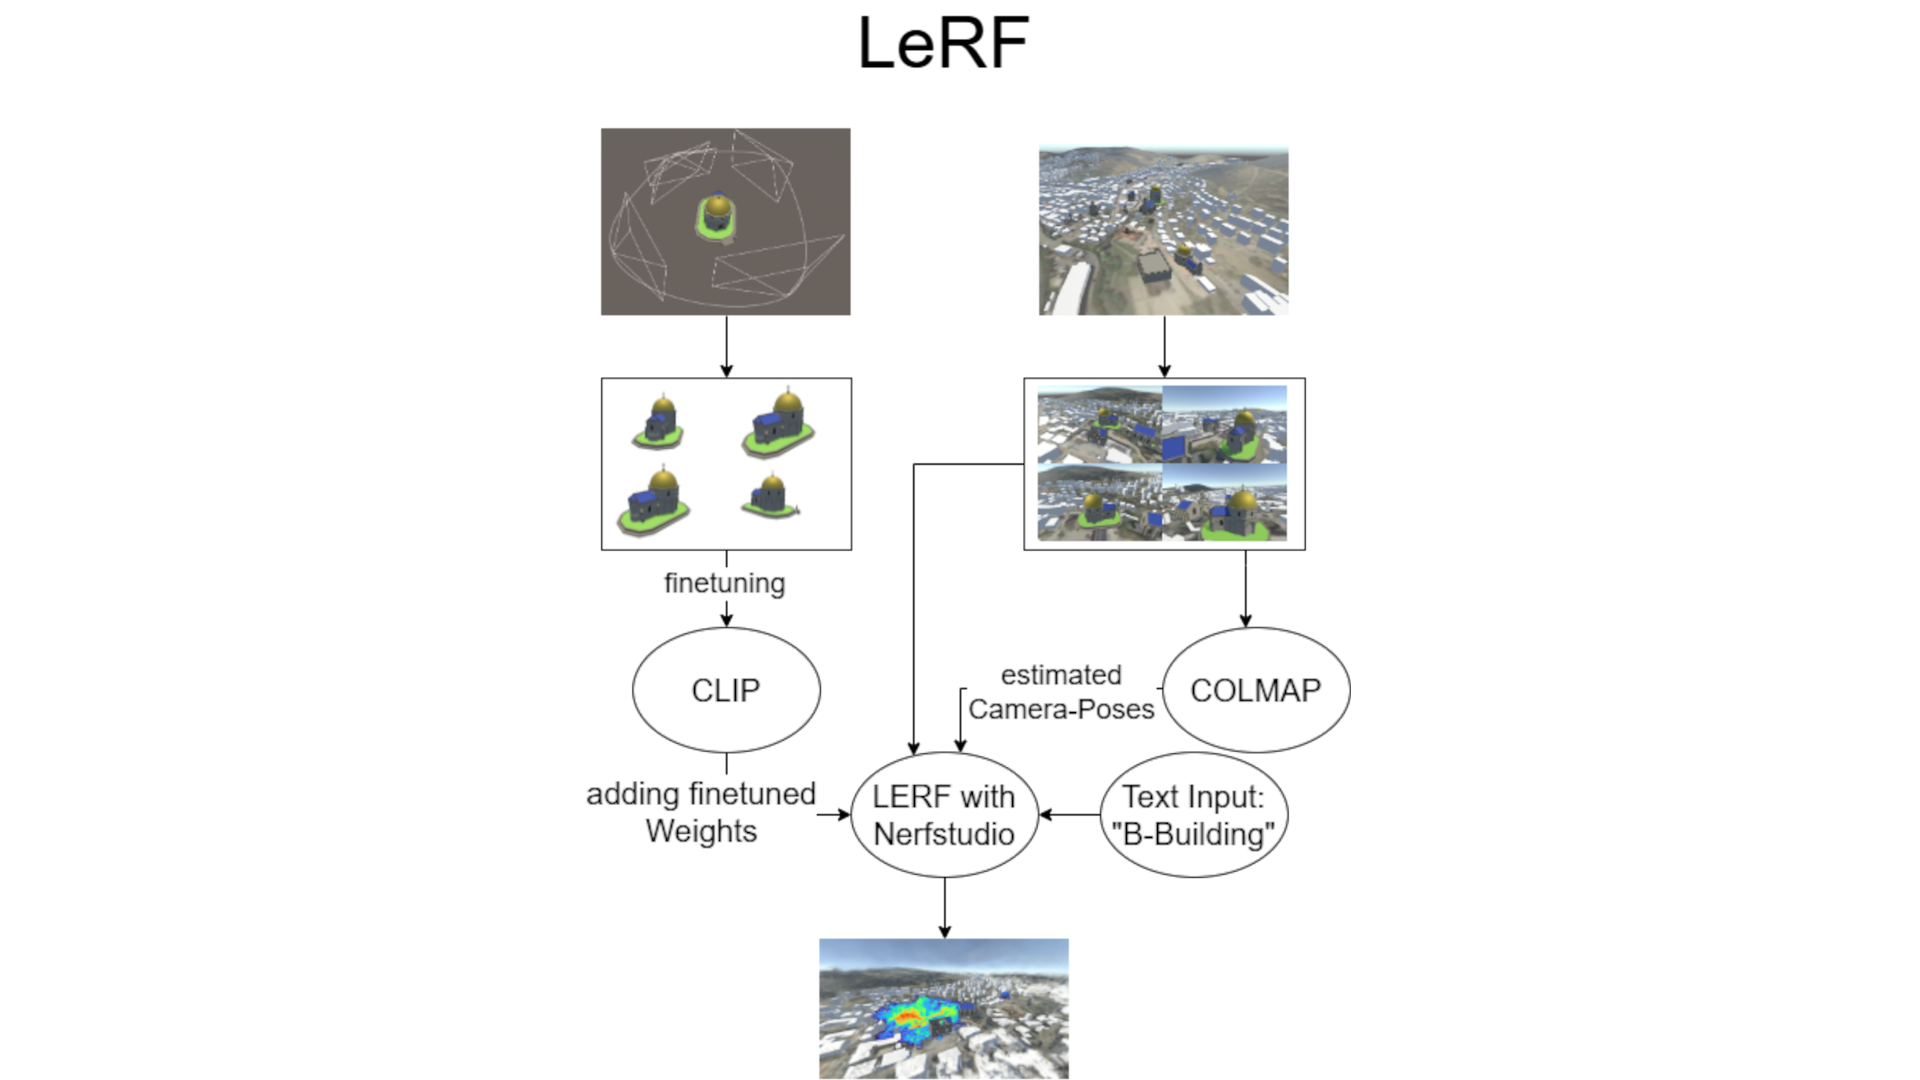 LeRF
finetuning
CLIP
estimated
Camera-Poses
COLMAP
adding finetuned
Weights
LERF with
Nerfstudio
Text Input:
"B-Building"